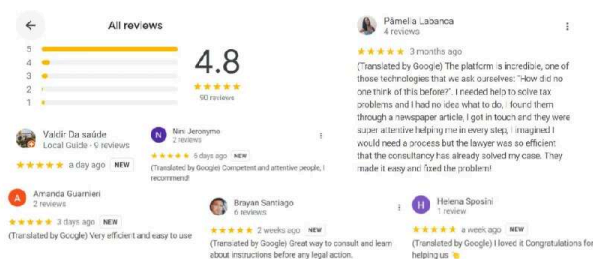 All reviews
5
4
3
2
1
4.8
90 reviews
Valdir Da saúde
Local Guide · 9 reviews
a day ago NEW
Nini Jeronymo
2 reviews
5 days ago NEW
(Translated by Google) Competent and attentive people, I
recommend!
Amanda Guarnieri
2 reviews
3 days ago NEW
(Translated by Google) Very efficient and easy to use
Brayan Santiago
6 reviews
2 weeks ago NEW
(Translated by Google) Great way to consult and learn
about instructions before any legal action.
Pâmella Labanca
4 reviews
3 months ago
(Translated by Google) The platform is incredible, one of
those technologies that we ask ourselves: "How did no
one think of this before?". I needed help to solve tax
problems and I had no idea what to do, I found them
through a newspaper article, I got in touch and they were
super attentive helping me in every step, I imagined I
would need a process but the lawyer was so efficient
that the consultancy has already solved my case. They
made it easy and fixed the problem!
Helena Sposini
1 review
a week ago NEW
(Translated by Google) I loved it Congratulations for
helping us 👏